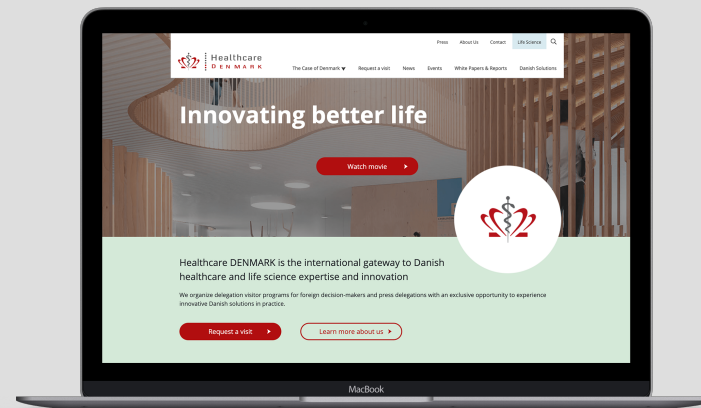 Press About Us Contact Life Science
Healthcare
DENMARK
The Case of Denmark ▼ Request a visit News Events White Papers & Reports Danish Solutions
Innovating better life
Watch movie
Healthcare DENMARK is the international gateway to Danish
healthcare and life science expertise and innovation
We organize delegation visitor programs for foreign decision-makers and press delegations with an exclusive opportunity to experience
innovative Danish solutions in practice.
Request a visit Learn more about us
MacBook